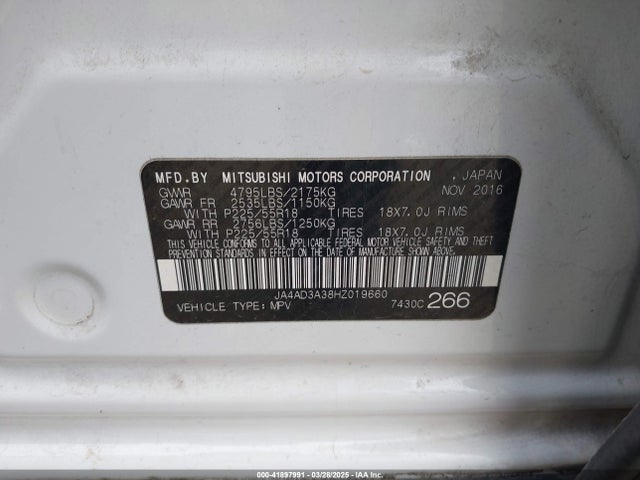 MFD.BY MITSUBISHI MOTORS CORPORATION , JAPAN
GVWR 4795LBS/2175KG NOV 2016
GAWR FR 2535LBS/1150KG
WITH P225/55R18 TIRES 18X7.0J RIMS
GAWR RR 2756LBS/1250KG
WITH P225/55R18 TIRES 18X7.0J RIMS
THIS VEHICLE CONFORMS TO ALL APPLICABLE FEDERAL MOTOR VEHICLE SAFETY, BUMPER, AND THEFT
PREVENTION STANDARDS IN EFFECT ON THE DATE OF MANUFACTURE SHOWN ABOVE.
JA4AD3A38HZ019660
VEHICLE TYPE: MPV 7430C 266
000-41897991 - 03/28/2025 - IAAI.COM